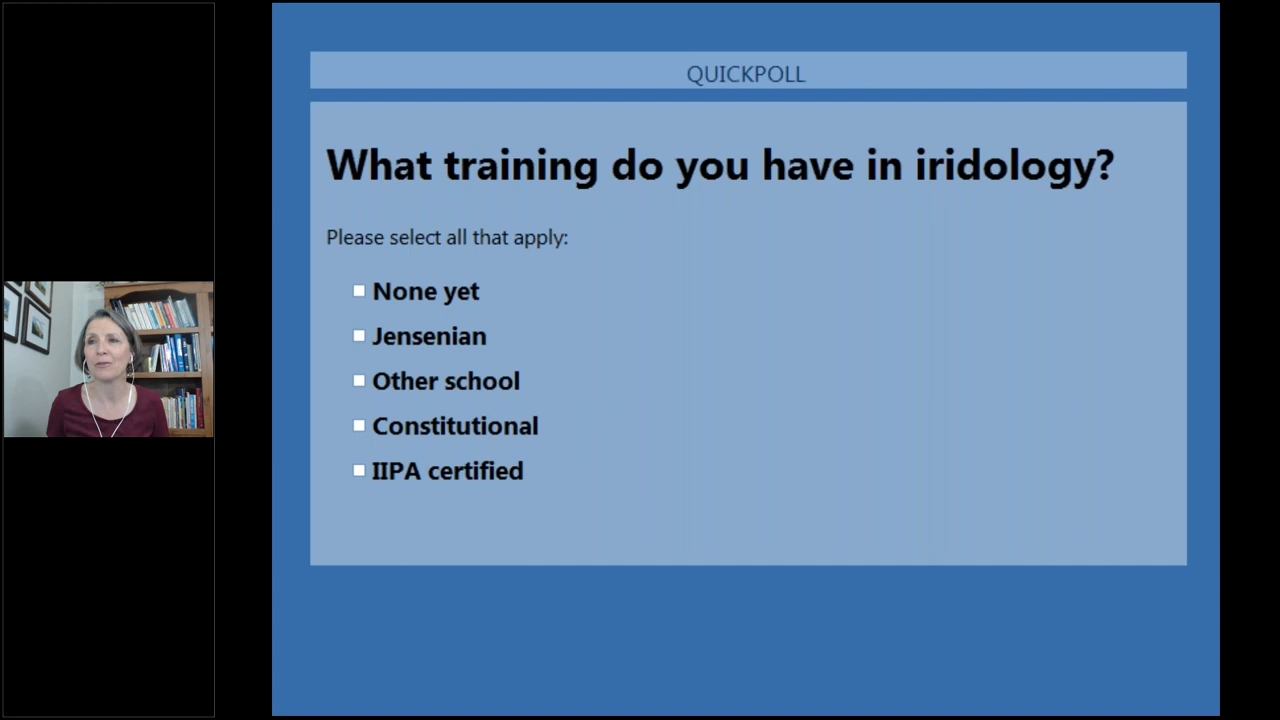 QUICKPOLL
What training do you have in iridology?
Please select all that apply:
None yet
Jensenian
Other school
Constitutional
IIPA certified